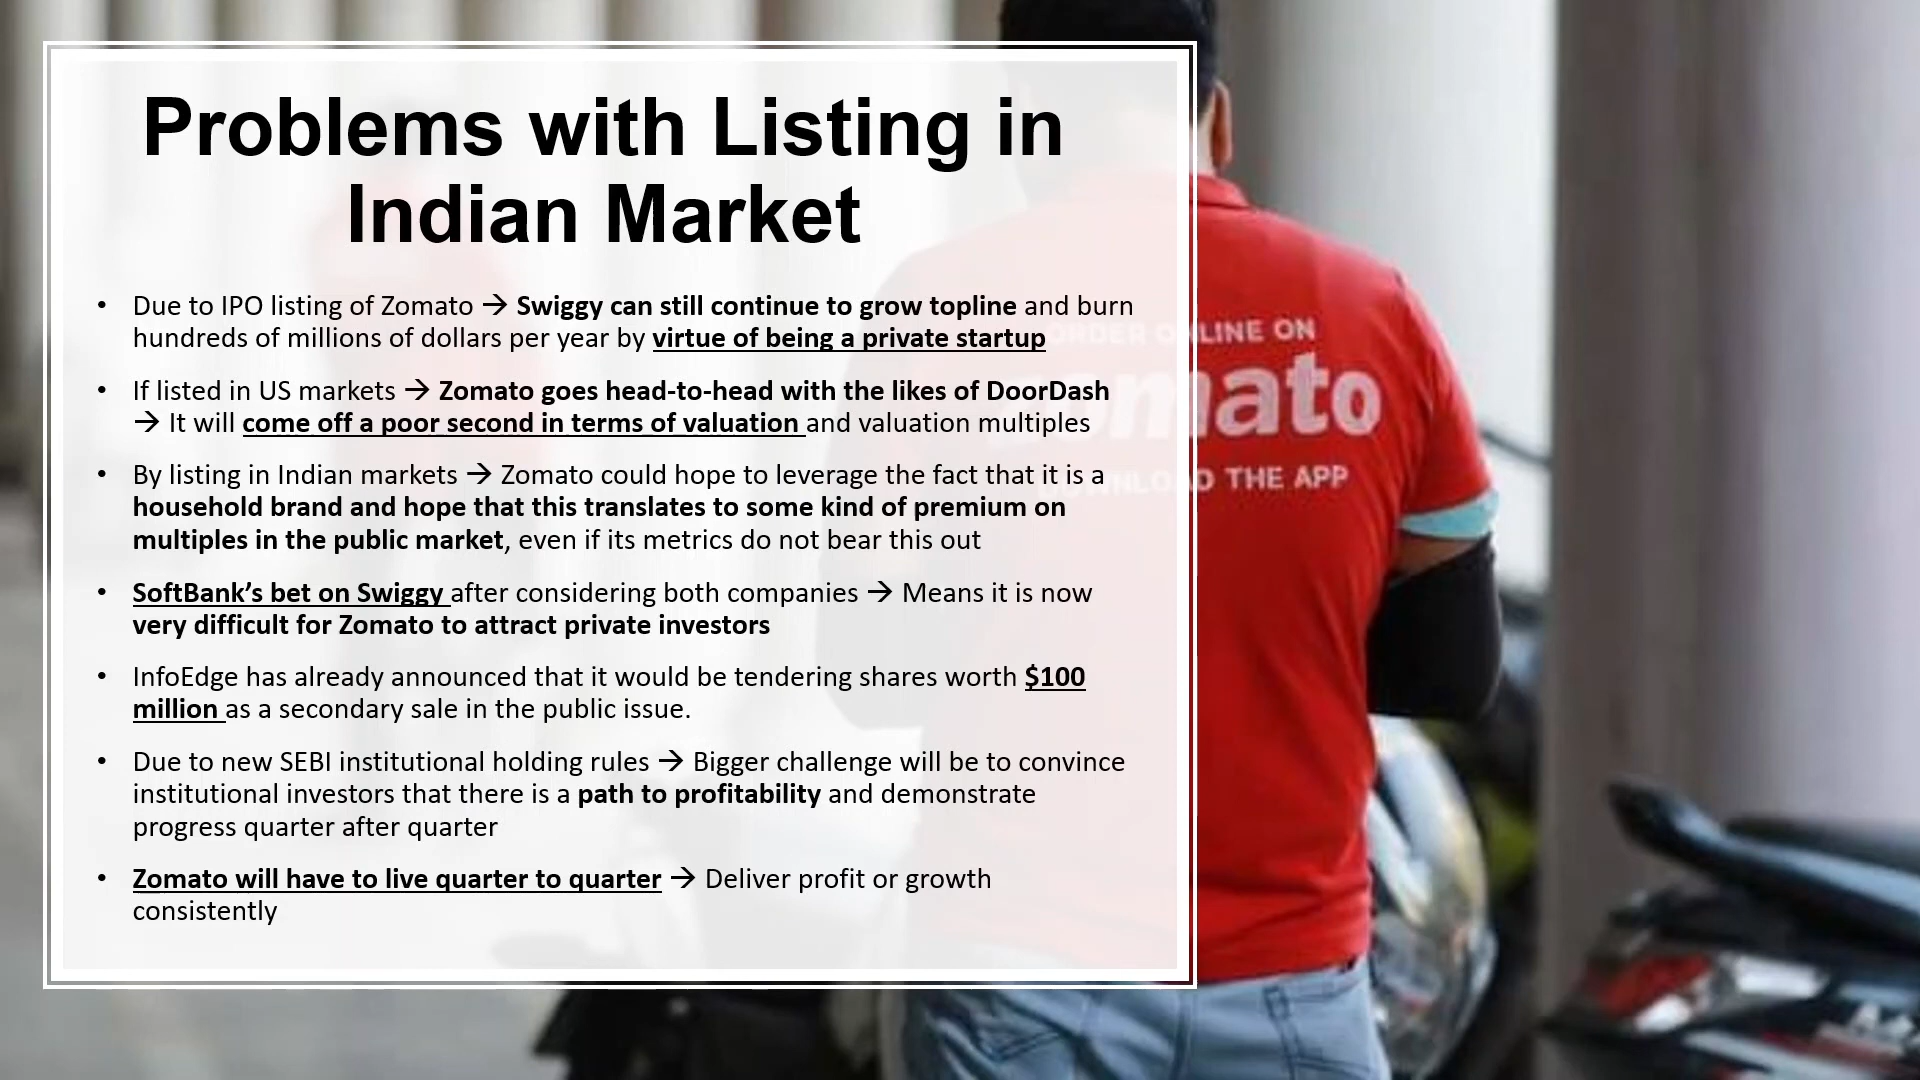 Problems with Listing in
Indian Market
• Due to IPO listing of Zomato → Swiggy can still continue to grow topline and burn
hundreds of millions of dollars per year by virtue of being a private startup
• If listed in US markets → Zomato goes head-to-head with the likes of DoorDash
→ It will come off a poor second in terms of valuation and valuation multiples
• By listing in Indian markets → Zomato could hope to leverage the fact that it is a
household brand and hope that this translates to some kind of premium on
multiples in the public market, even if its metrics do not bear this out
• SoftBank’s bet on Swiggy after considering both companies → Means it is now
very difficult for Zomato to attract private investors
• InfoEdge has already announced that it would be tendering shares worth $100
million as a secondary sale in the public issue.
• Due to new SEBI institutional holding rules → Bigger challenge will be to convince
institutional investors that there is a path to profitability and demonstrate
progress quarter after quarter
• Zomato will have to live quarter to quarter → Deliver profit or growth
consistently
ORDER ONLINE ON
zomato
DOWNLOAD THE APP